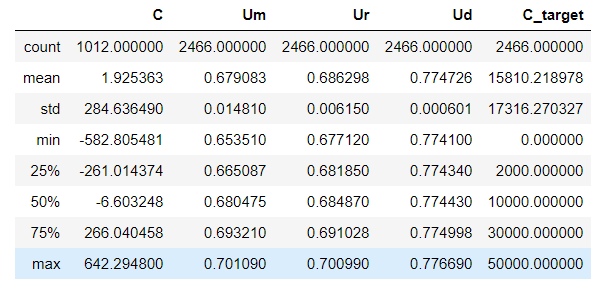 C Um Ur Ud C_target
count 1012.000000 2466.000000 2466.000000 2466.000000 2466.000000
mean 1.925363 0.679083 0.686298 0.774726 15810.218978
std 284.636490 0.014810 0.006150 0.000601 17316.270327
min -582.805481 0.653510 0.677120 0.774100 0.000000
25% -261.014374 0.665087 0.681850 0.774340 2000.000000
50% -6.603248 0.680475 0.684870 0.774430 10000.000000
75% 266.040458 0.693210 0.691028 0.774998 30000.000000
max 642.294800 0.701090 0.700990 0.776690 50000.000000